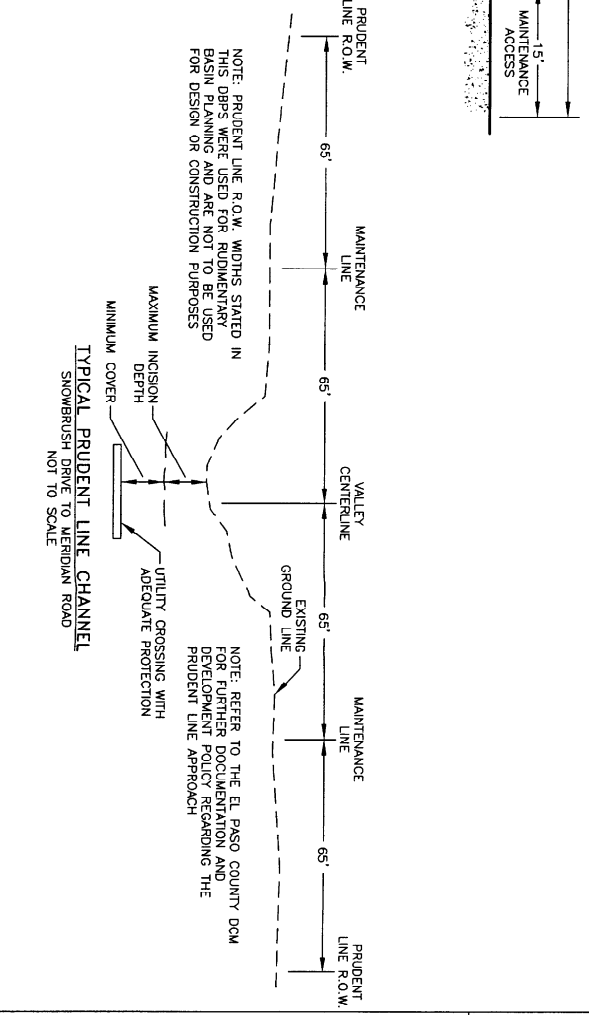 15'
MAINTENANCE
ACCESS
PRUDENT
LINE R.O.W.
65'
MAINTENANCE
LINE
65'
VALLEY
CENTERLINE
65'
MAINTENANCE
LINE
65'
PRUDENT
LINE R.O.W.
EXISTING
GROUND LINE
NOTE: PRUDENT LINE R.O.W. WIDTHS STATED IN
THIS DBPS WERE USED FOR RUDIMENTARY
BASIN PLANNING AND ARE NOT TO BE USED
FOR DESIGN OR CONSTRUCTION PURPOSES
MAXIMUM INCISION
DEPTH
MINIMUM COVER
UTILITY CROSSING WITH
ADEQUATE PROTECTION
NOTE: REFER TO THE EL PASO COUNTY DCM
FOR FURTHER DOCUMENTATION AND
DEVELOPMENT POLICY REGARDING THE
PRUDENT LINE APPROACH
TYPICAL PRUDENT LINE CHANNEL
SNOWBRUSH DRIVE TO MERIDIAN ROAD
NOT TO SCALE